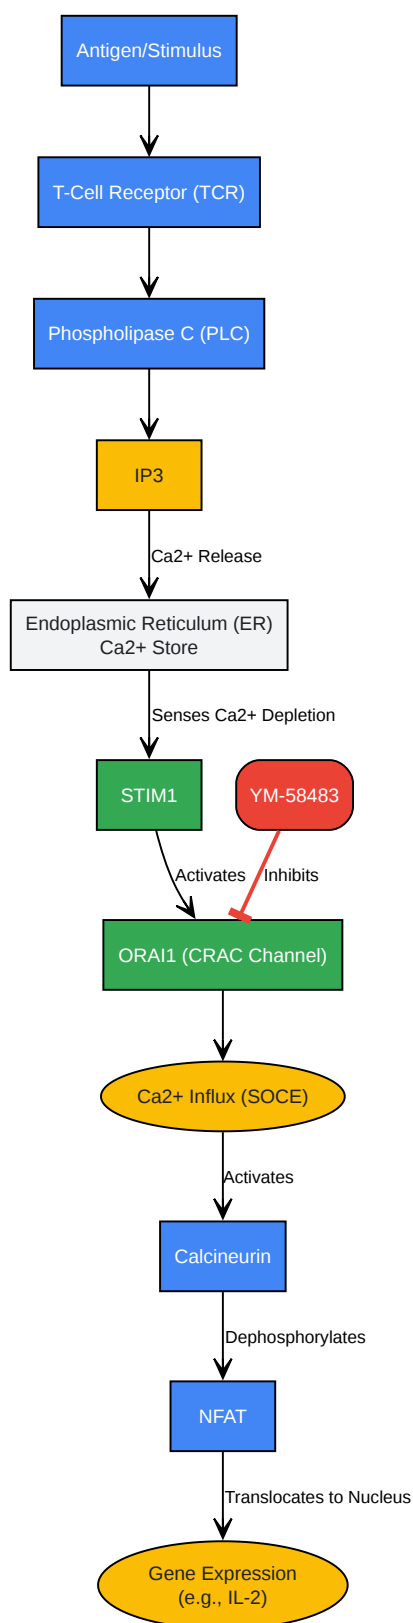 Antigen/Stimulus
T-Cell Receptor (TCR)
Phospholipase C (PLC)
IP3
Ca2+ Release
Endoplasmic Reticulum (ER)
Ca2+ Store
Senses Ca2+ Depletion
STIM1
YM-58483
Activates
Inhibits
ORAI1 (CRAC Channel)
Ca2+ Influx (SOCE)
Activates
Calcineurin
Dephosphorylates
NFAT
Translocates to Nucleus
Gene Expression
(e.g., IL-2)